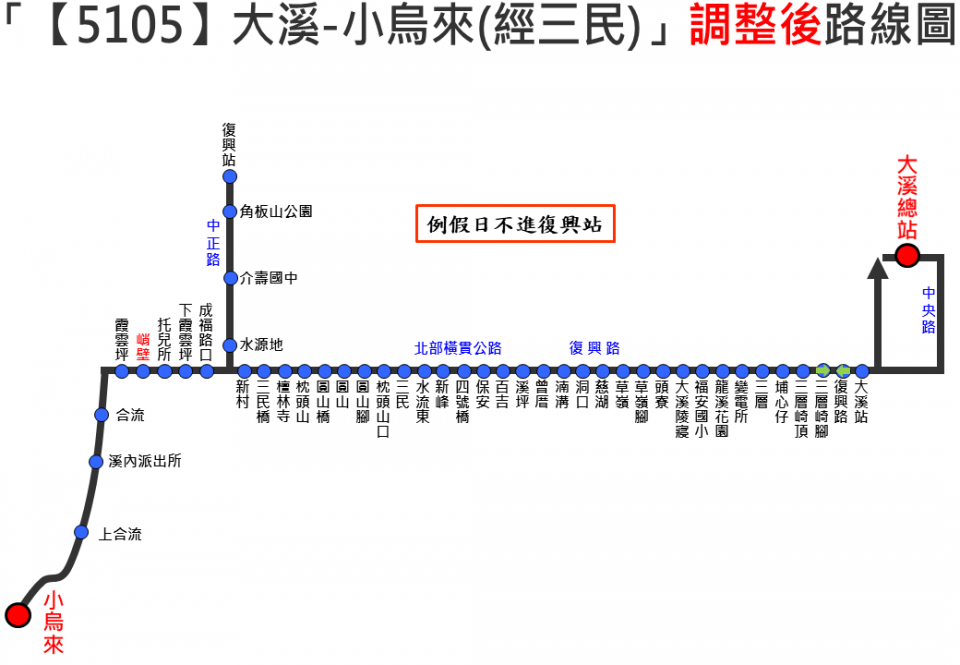 「【5105】大溪-小烏來(經三民)」調整後路線圖
復興站
角板山公園
中正路
介壽國中
水源地
例假日不進復興站
大溪總站
中央路
霞雲坪
峭壁
托兒所
下霞雲坪
成福路口
北部橫貫公路
復興路
新村
三民橋
檀林寺
枕頭山
圓山橋
圓山
圓山腳
枕頭山口
三民
水流東
新峰
四號橋
保安
百吉
溪坪
曾厝
湳溝
洞口
慈湖
草嶺
草嶺腳
頭寮
大溪陵寢
福安國小
龍溪花園
變電所
三層
埔心仔
三層崎頂
三層崎腳
復興路
大溪站
合流
溪內派出所
上合流
小烏來